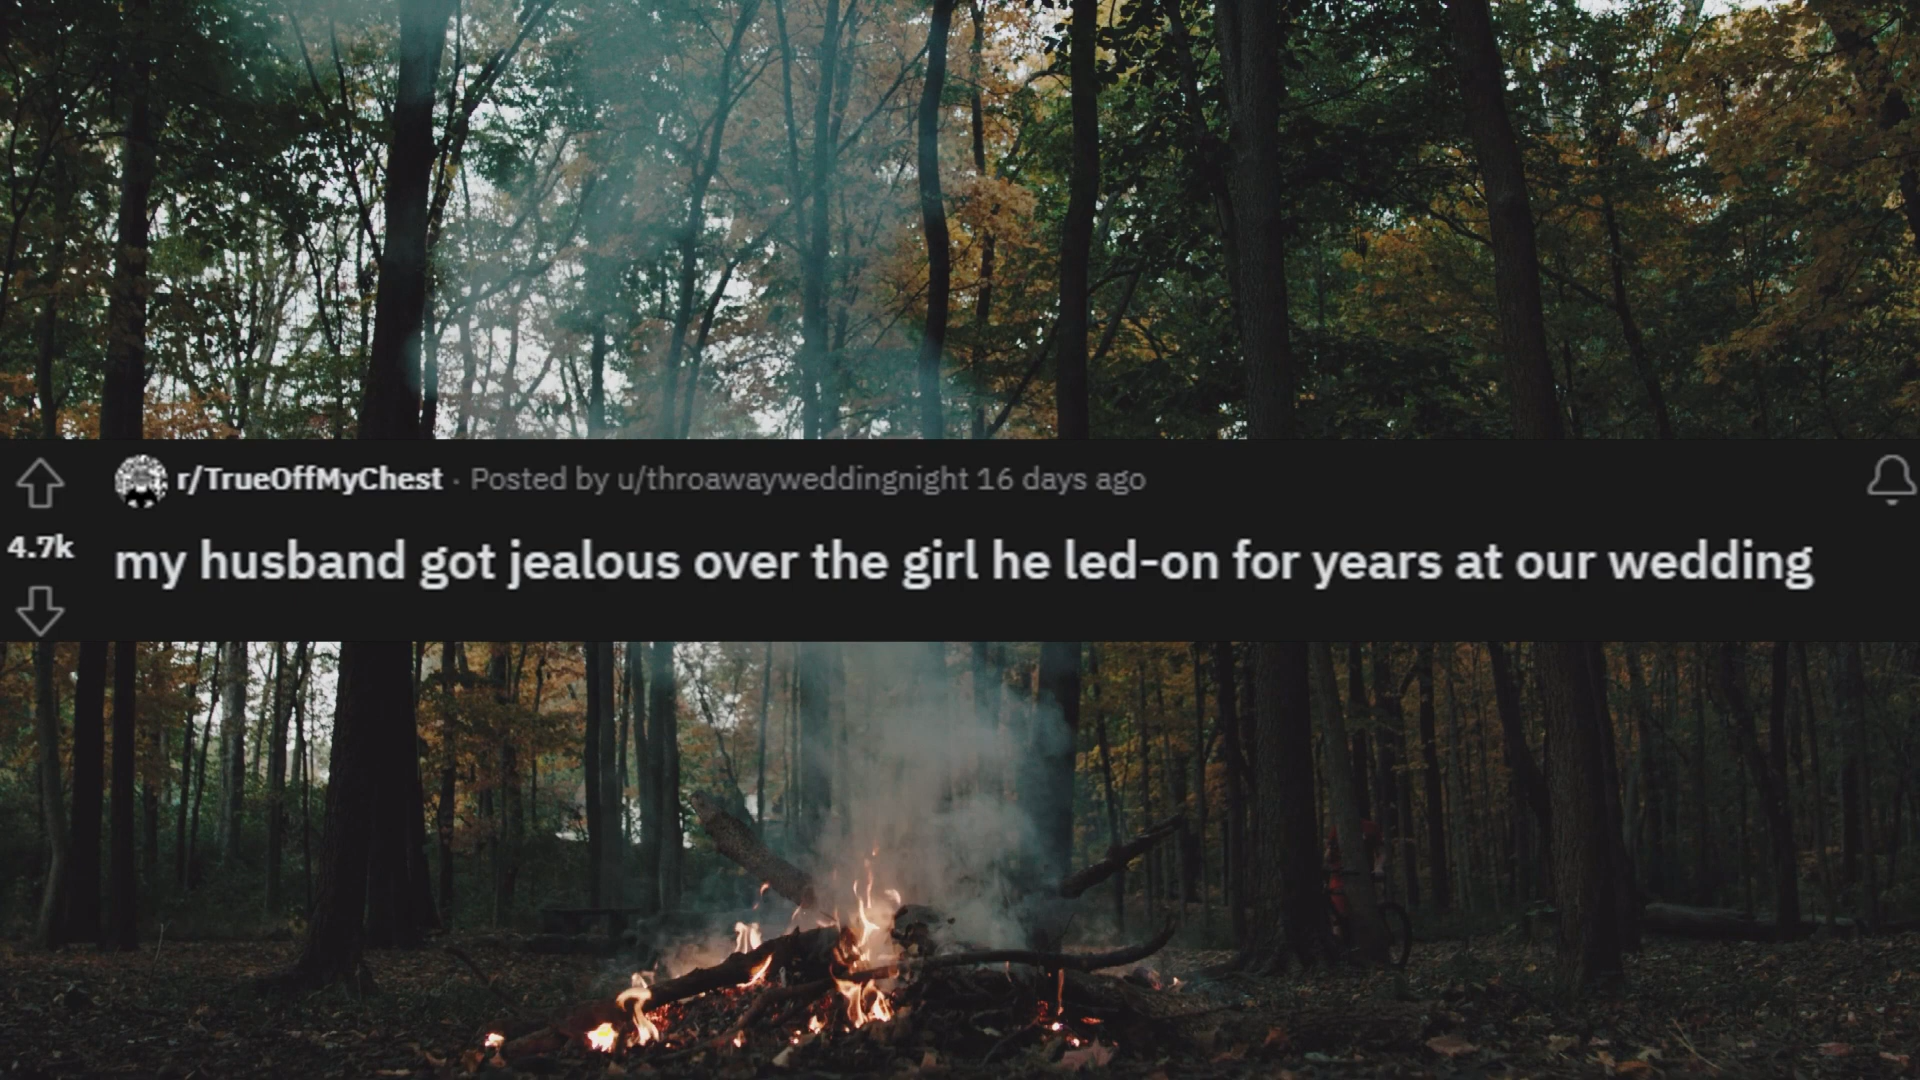 r/TrueOffMyChest · Posted by u/throawayweddingnight 16 days ago
4.7k
my husband got jealous over the girl he led-on for years at our wedding